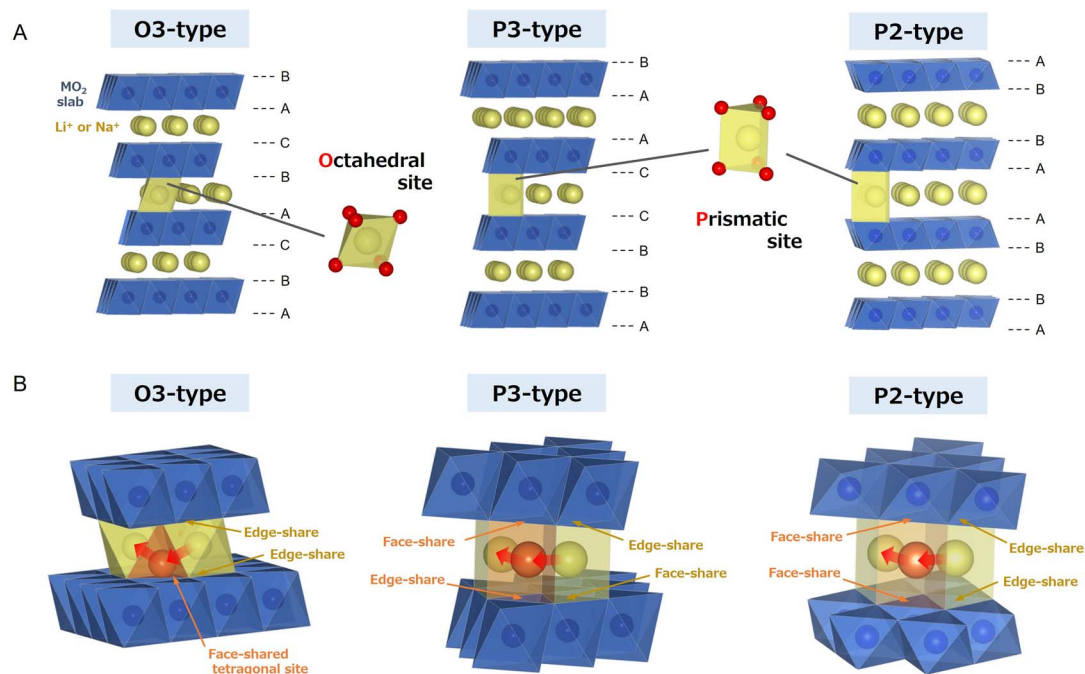 A
O3-type
P3-type
P2-type
MO2
slab
Li+ or Na+
B
A
C
B
A
C
B
A
Octahedral
site
B
A
A
C
C
B
B
A
Prismatic
site
A
B
B
A
A
B
B
A
B
O3-type
P3-type
P2-type
Edge-share
Edge-share
Face-shared
tetragonal site
Face-share
Edge-share
Edge-share
Face-share
Face-share
Face-share
Edge-share
Edge-share